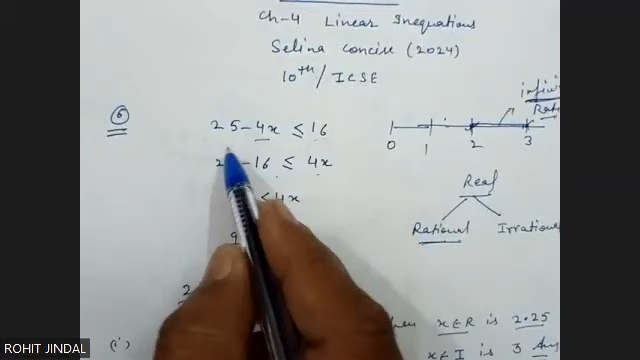 Ch-4 Linear Inequations
Selina Concise (2024)
10th / ICSE
6
25-4x ≤ 16
-16 ≤ 4x
4x
0 1 2 3
Real
Rational
x∈R is 2.25
(i)
x∈I is 3
ROHIT JINDAL